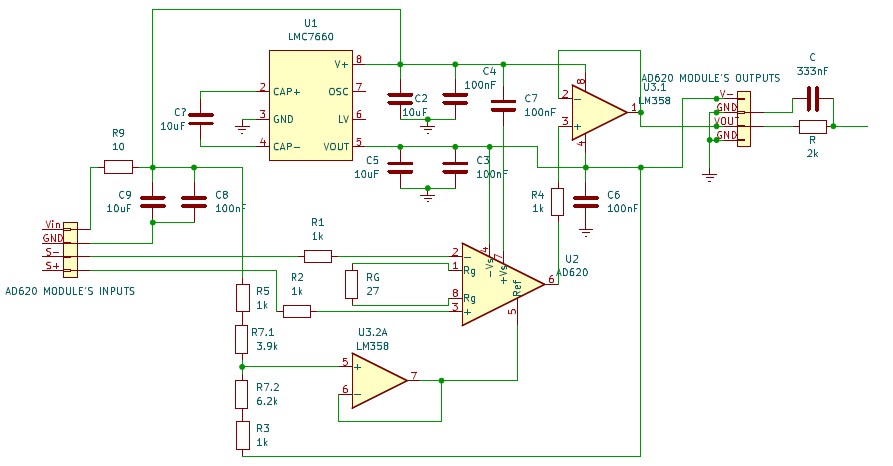 U1
LMC7660
V+
8
CAP+
2
OSC
7
GND
3
LV
6
CAP-
4
VOUT
5
C?
10uF
C2
10uF
C4
100nF
C7
100nF
C5
10uF
C3
100nF
U3.1
LM358
2
3
8
4
1
AD620 MODULE'S OUTPUTS
V-
GND
VOUT
GND
C
333nF
R
2k
R9
10
C9
10uF
C8
100nF
R4
1k
C6
100nF
Vin
GND
S-
S+
AD620 MODULE'S INPUTS
R1
1k
R2
1k
RG
27
U2
AD620
2
1
8
3
-
Rg
Rg
+
4
-Vs
7
+Vs
Ref
5
6
R5
1k
R7.1
3.9k
R7.2
6.2k
R3
1k
U3.2A
LM358
5
6
7